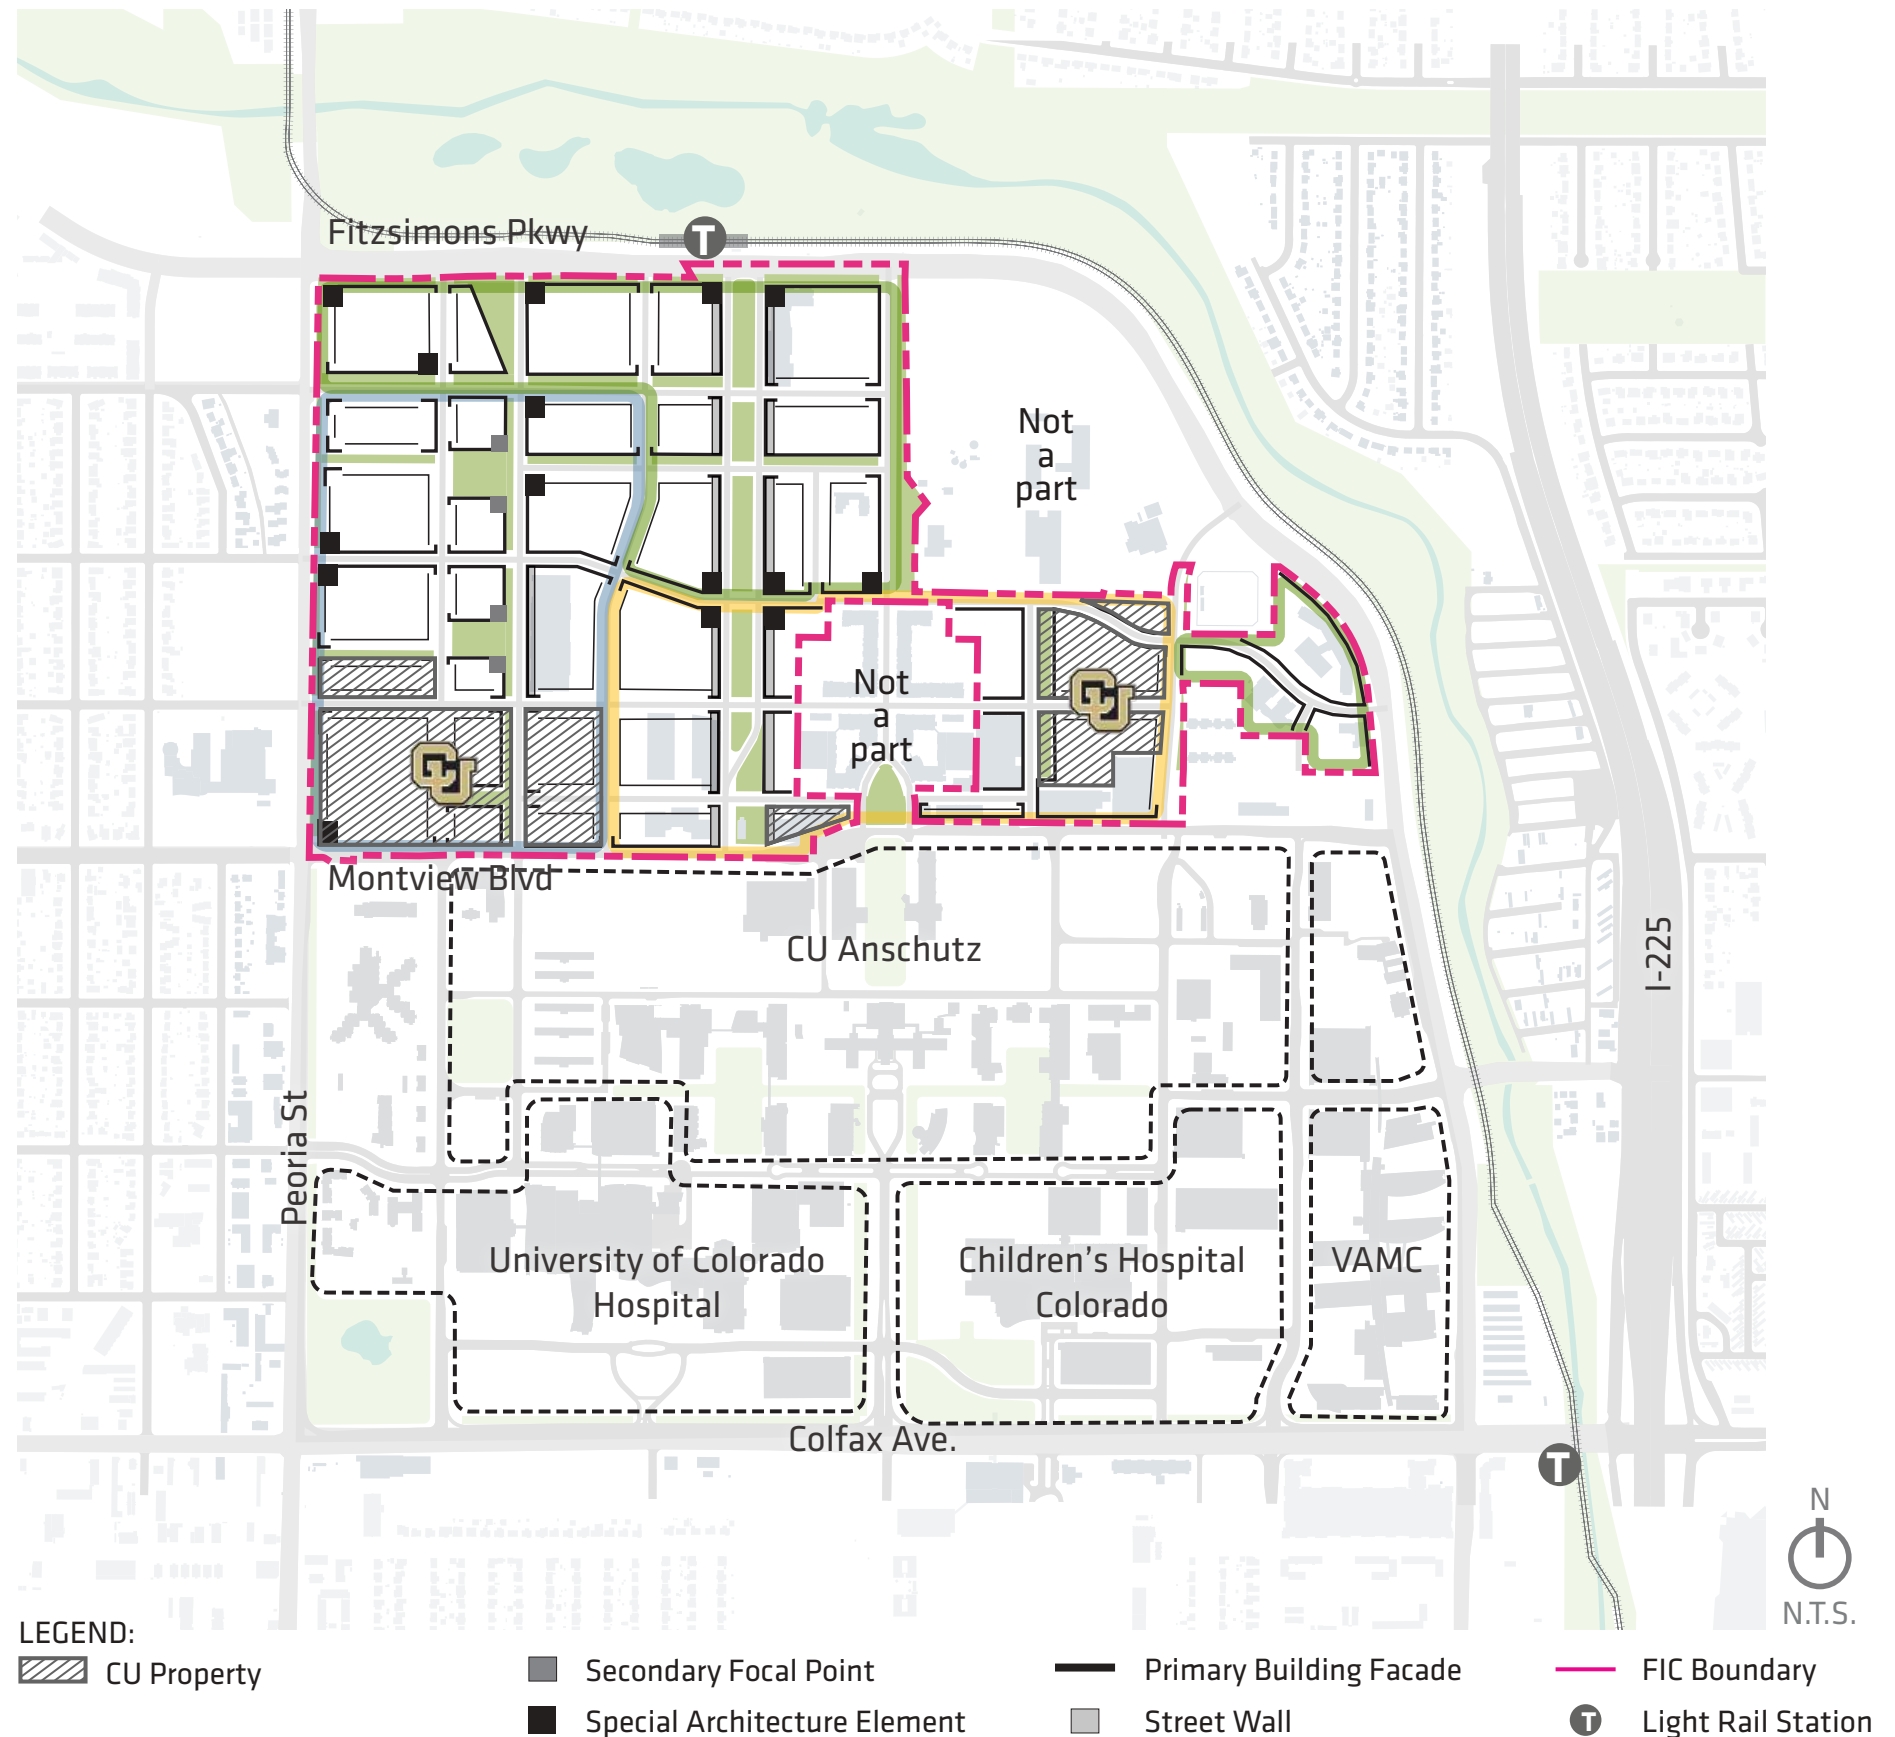 Fitzsimons Pkwy
T
Not
a
part
Not
a
part
CU
CU
Montview Blvd
CU Anschutz
I-225
Peoria St
University of Colorado
Hospital
Children's Hospital
Colorado
VAMC
Colfax Ave.
T
N
N.T.S.
LEGEND:
CU Property
Secondary Focal Point
Special Architecture Element
Primary Building Facade
Street Wall
FIC Boundary
T Light Rail Station